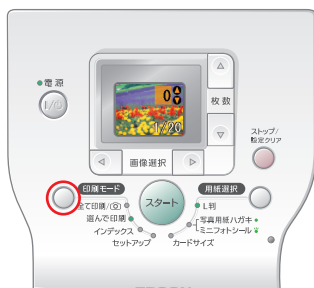 電源
0
枚数
1/20
ストップ/
設定クリア
画像選択
印刷モード
用紙選択
スタート
全て印刷/
選んで印刷
インデックス
セットアップ
L判
写真用紙ハガキ
ミニフォトシール
カードサイズ